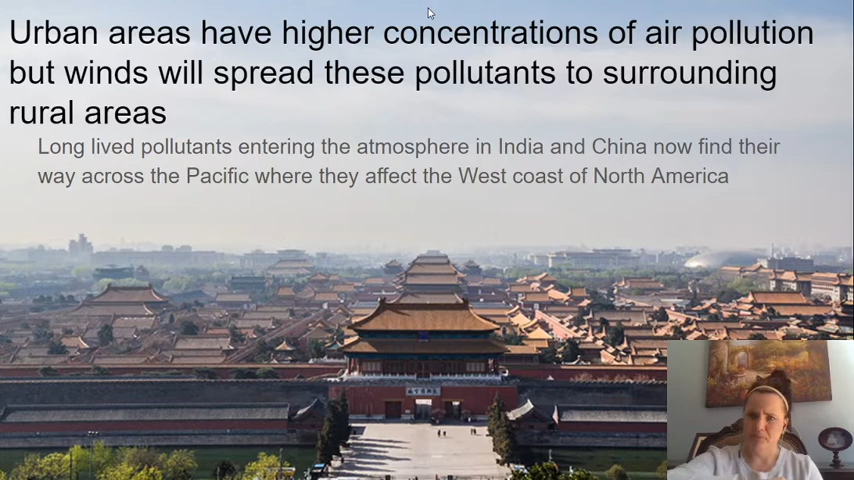 Urban areas have higher concentrations of air pollution
but winds will spread these pollutants to surrounding
rural areas
Long lived pollutants entering the atmosphere in India and China now find their
way across the Pacific where they affect the West coast of North America